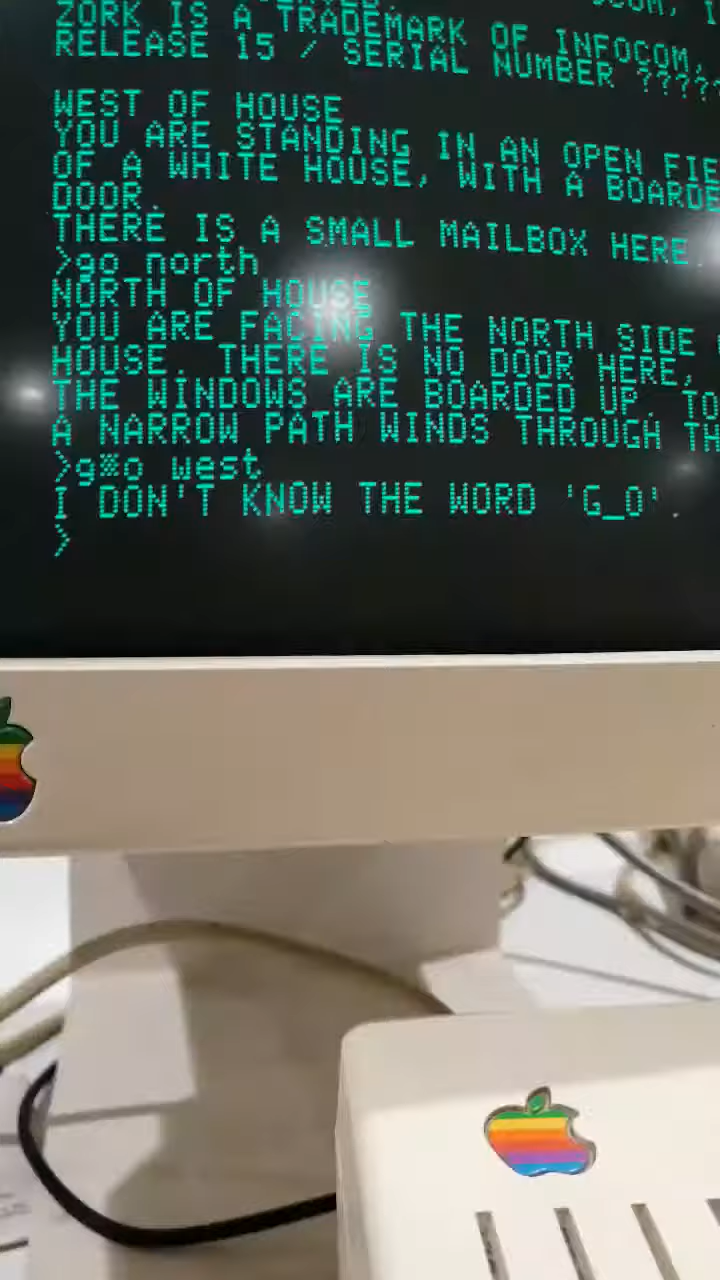 ZORK IS A TRADEMARK OF INFOCOM,
RELEASE 15 / SERIAL NUMBER ?????
WEST OF HOUSE
YOU ARE STANDING IN AN OPEN
OF A WHITE HOUSE, WITH A
DOOR.
THERE IS A SMALL MAILBOX HERE.
>go north
NORTH OF HOUSE
YOU ARE FACING THE NORTH SIDE
HOUSE. THERE IS NO DOOR HERE,
THE WINDOWS ARE BOARDED UP. TO
A NARROW PATH WINDS THROUGH
>g※o west
I DON'T KNOW THE WORD 'G_O'.
>